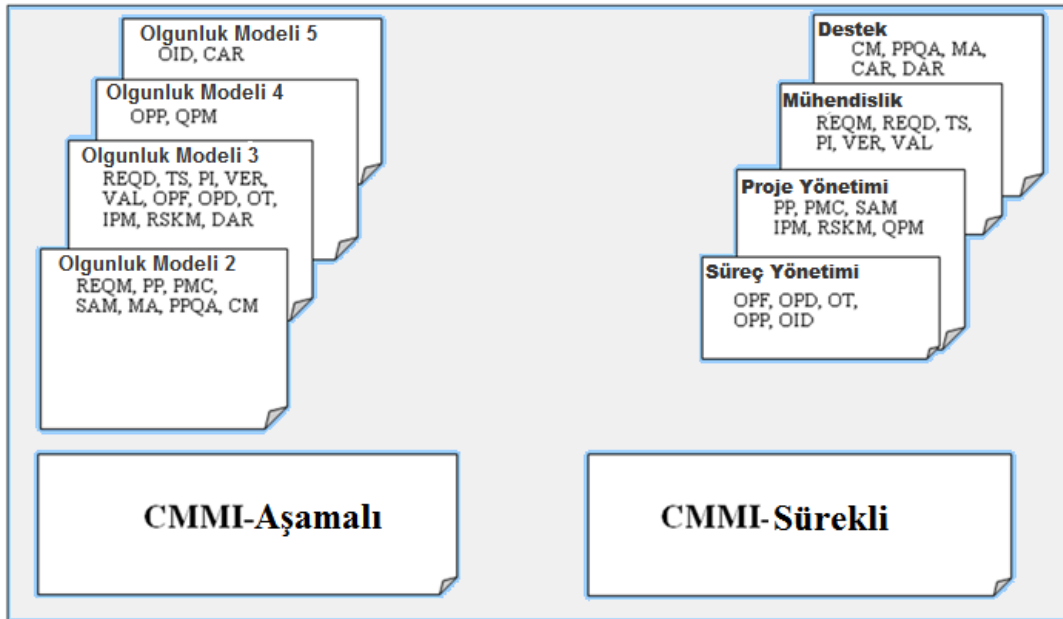 Olgunluk Modeli 5
OID, CAR
Olgunluk Modeli 4
OPP, QPM
Olgunluk Modeli 3
REQD, TS, PI, VER,
VAL, OPF, OPD, OT,
IPM, RSKM, DAR
Olgunluk Modeli 2
REQM, PP, PMC,
SAM, MA, PPQA, CM
CMMI-Aşamalı
Destek
CM, PPQA, MA,
CAR, DAR
Mühendislik
REQM, REQD, TS,
PI, VER, VAL
Proje Yönetimi
PP, PMC, SAM
IPM, RSKM, QPM
Süreç Yönetimi
OPF, OPD, OT,
OPP, OID
CMMI-Sürekli